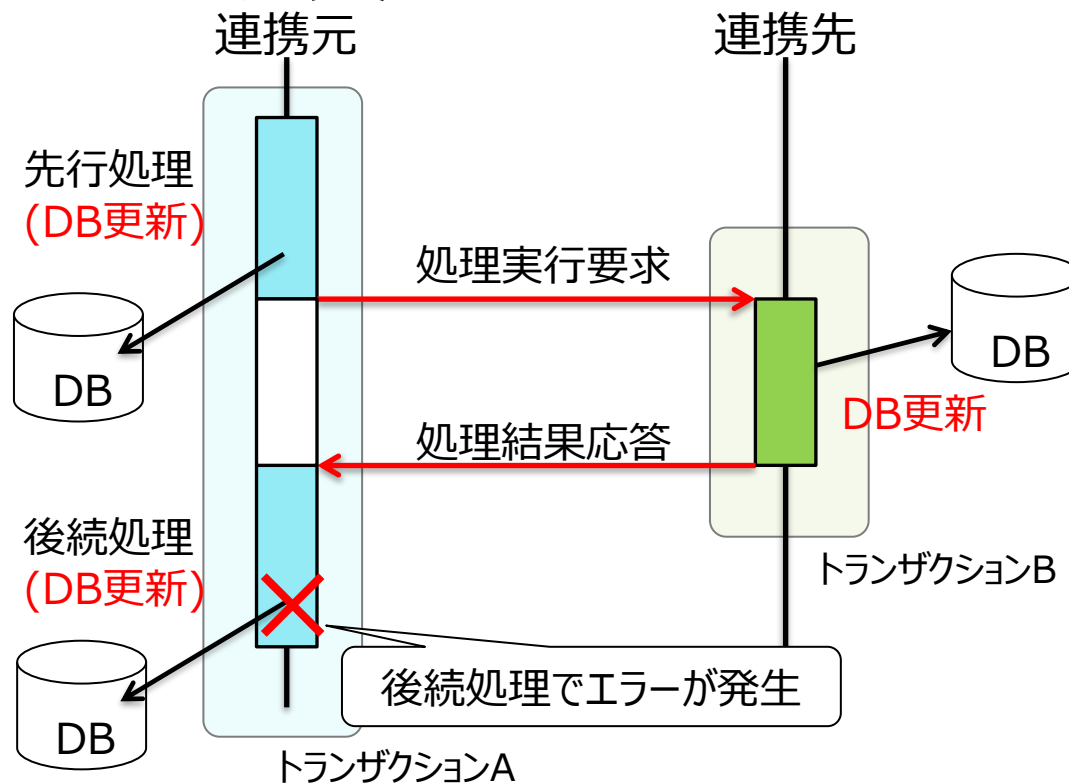 連携元
連携先
先行処理
(DB更新)
処理実行要求
DB
DB
DB更新
処理結果応答
後続処理
(DB更新)
トランザクションB
後続処理でエラーが発生
DB
トランザクションA